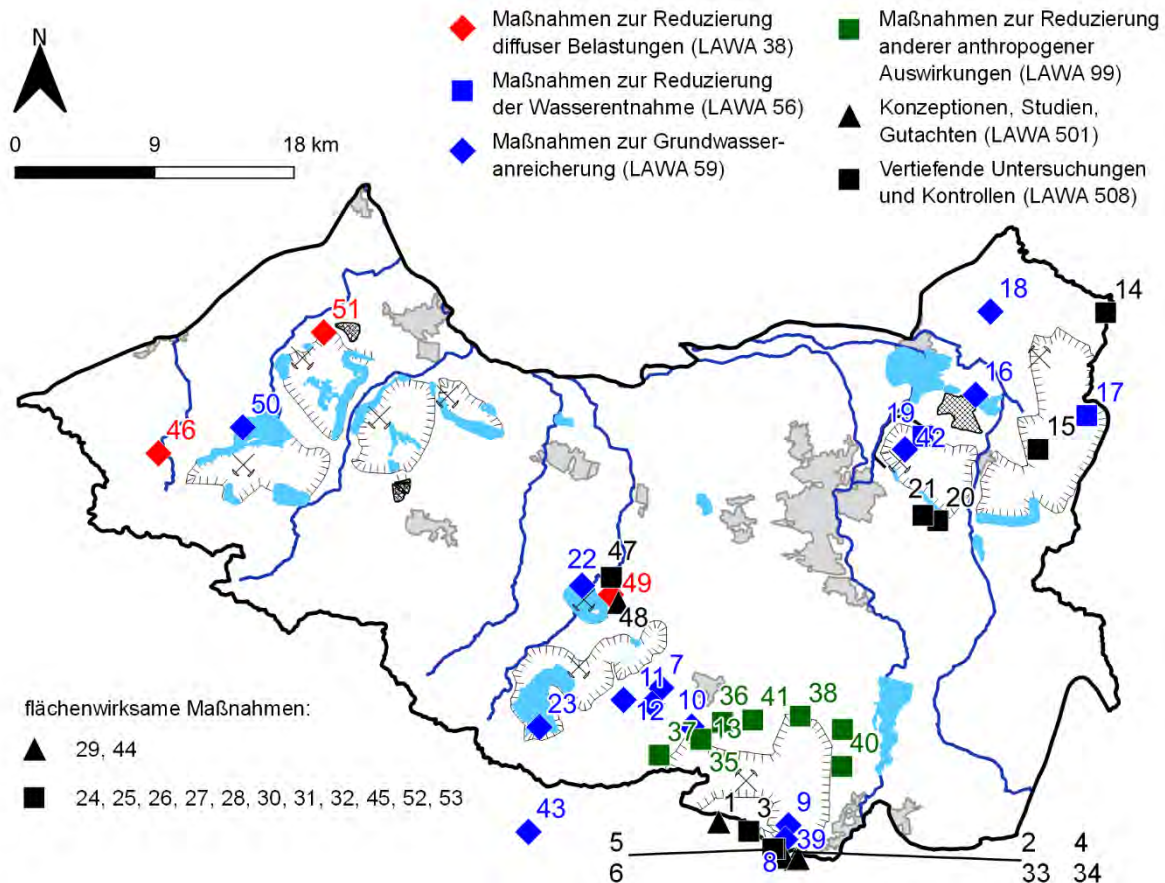 N
0 9 18 km
Maßnahmen zur Reduzierung
diffuser Belastungen (LAWA 38)
Maßnahmen zur Reduzierung
der Wasserentnahme (LAWA 56)
Maßnahmen zur Grundwasser-
anreicherung (LAWA 59)
Maßnahmen zur Reduzierung
anderer anthropogener
Auswirkungen (LAWA 99)
Konzeptionen, Studien,
Gutachten (LAWA 501)
Vertiefende Untersuchungen
und Kontrollen (LAWA 508)
51
18
14
50
16
46
19
17
42
15
21
20
47
22
49
48
7
11
12
10
36
41
38
23
37
13
40
35
43
1
3
9
39
5
8
2 4
6
33 34
flächenwirksame Maßnahmen:
29, 44
24, 25, 26, 27, 28, 30, 31, 32, 45, 52, 53